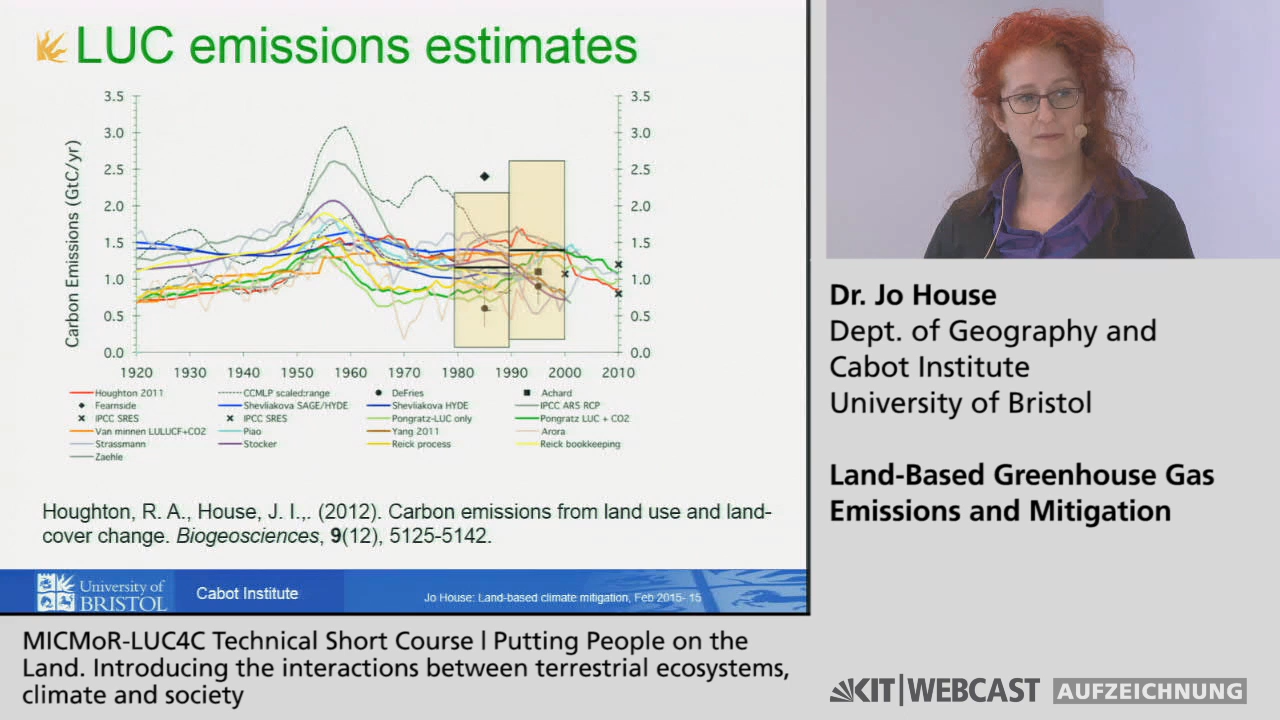 LUC emissions estimates
Carbon Emissions (GtC/yr)
3.5 3.5
3.0 3.0
2.5 2.5
2.0 2.0
1.5 1.5
1.0 1.0
0.5 0.5
0.0 0.0
1920 1930 1940 1950 1960 1970 1980 1990 2000 2010
Houghton 2011 CCMLP scaled:range DeFries Achard
Fearnside Shevliakova SAGE/HYDE Shevliakova HYDE IPCC AR5 RCP
IPCC SRES IPCC SRES Pongratz-LUC only Pongratz LUC + CO2
Van minnen LULUCF+CO2 Piao Yang 2011 Arora
Strassmann Stocker Reick process Reick bookkeeping
Zaehle
Houghton, R. A., House, J. I.,. (2012). Carbon emissions from land use and land-
cover change. Biogeosciences, 9(12), 5125-5142.
University of
BRISTOL
Cabot Institute
Jo House: Land-based climate mitigation, Feb 2015- 15
Dr. Jo House
Dept. of Geography and
Cabot Institute
University of Bristol
Land-Based Greenhouse Gas
Emissions and Mitigation
MICMoR-LUC4C Technical Short Course | Putting People on the
Land. Introducing the interactions between terrestrial ecosystems,
climate and society
KIT|WEBCAST AUFZEICHNUNG